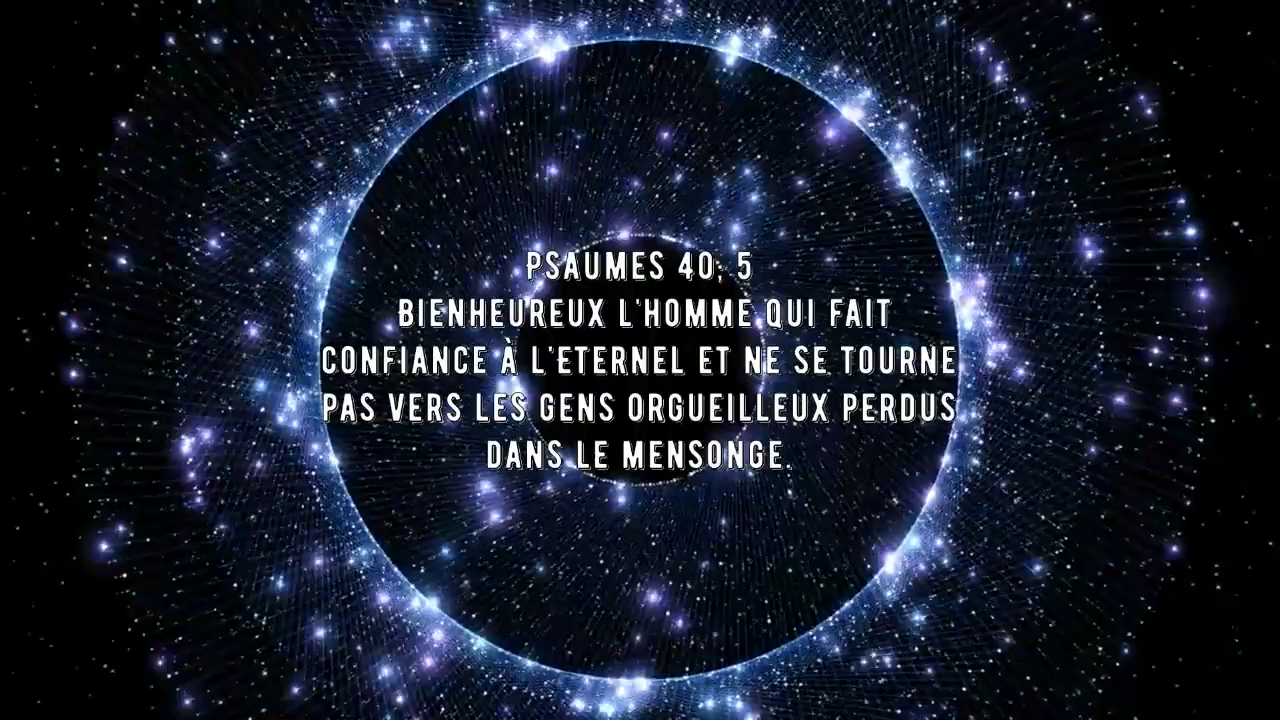 PSAUMES 40; 5
BIENHEUREUX L'HOMME QUI FAIT
CONFIANCE À L'ETERNEL ET NE SE TOURNE
PAS VERS LES GENS ORGUEILLEUX PERDUS
DANS LE MENSONGE.